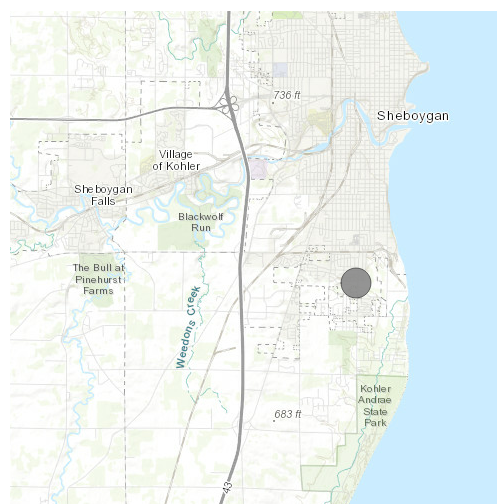 736 ft
Sheboygan
Village
of Kohler
Sheboygan
Falls
Blackwolf
Run
The Bull at
Pinehurst
Farms
Weedons Creek
Kohler
Andrae
State
Park
683 ft
43